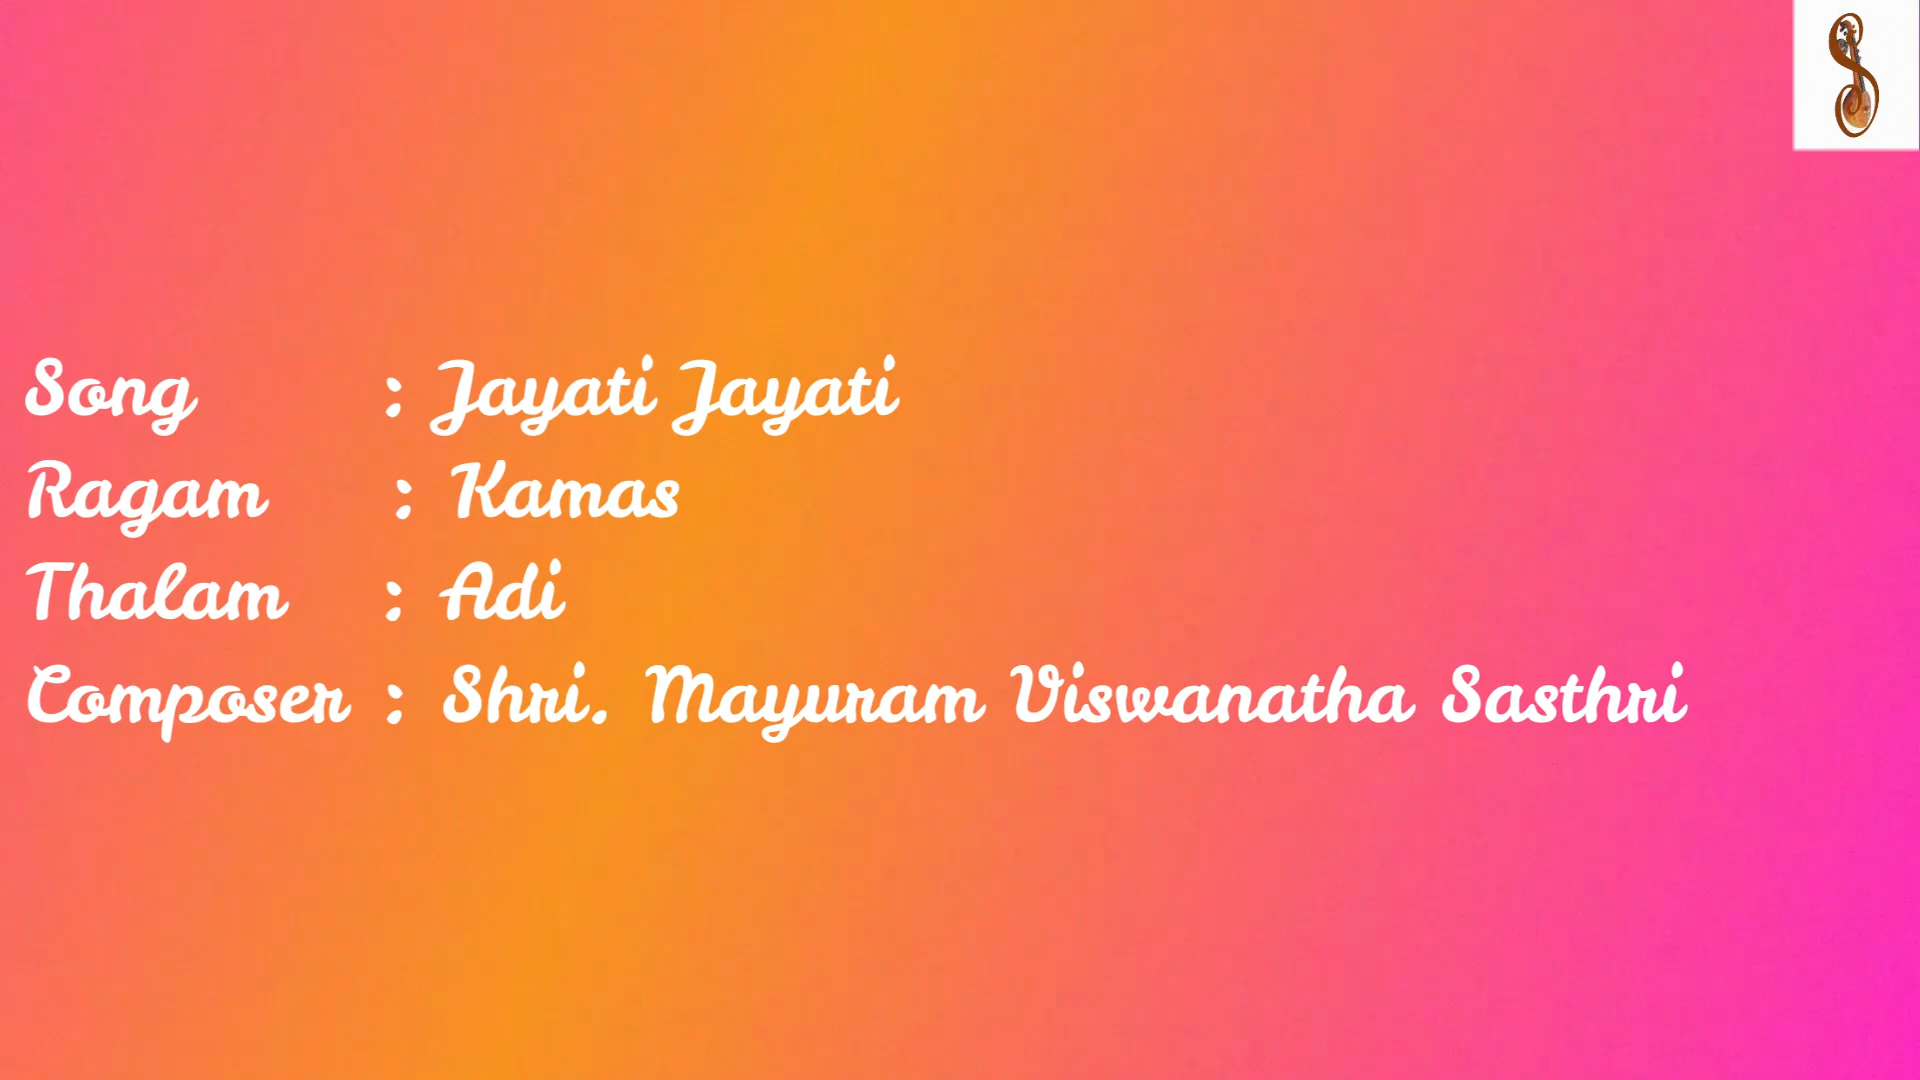 Song : Jayati Jayati
Ragam : Kamas
Thalam : Adi
Composer : Shri. Mayuram Viswanatha Sasthri